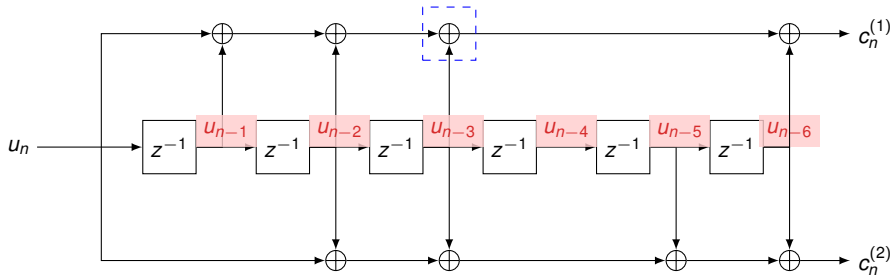 c_n^(1)
u_{n−1} u_{n−2} u_{n−3} u_{n−4} u_{n−5} u_{n−6}
u_n z^{−1} z^{−1} z^{−1} z^{−1} z^{−1} z^{−1}
c_n^(2)